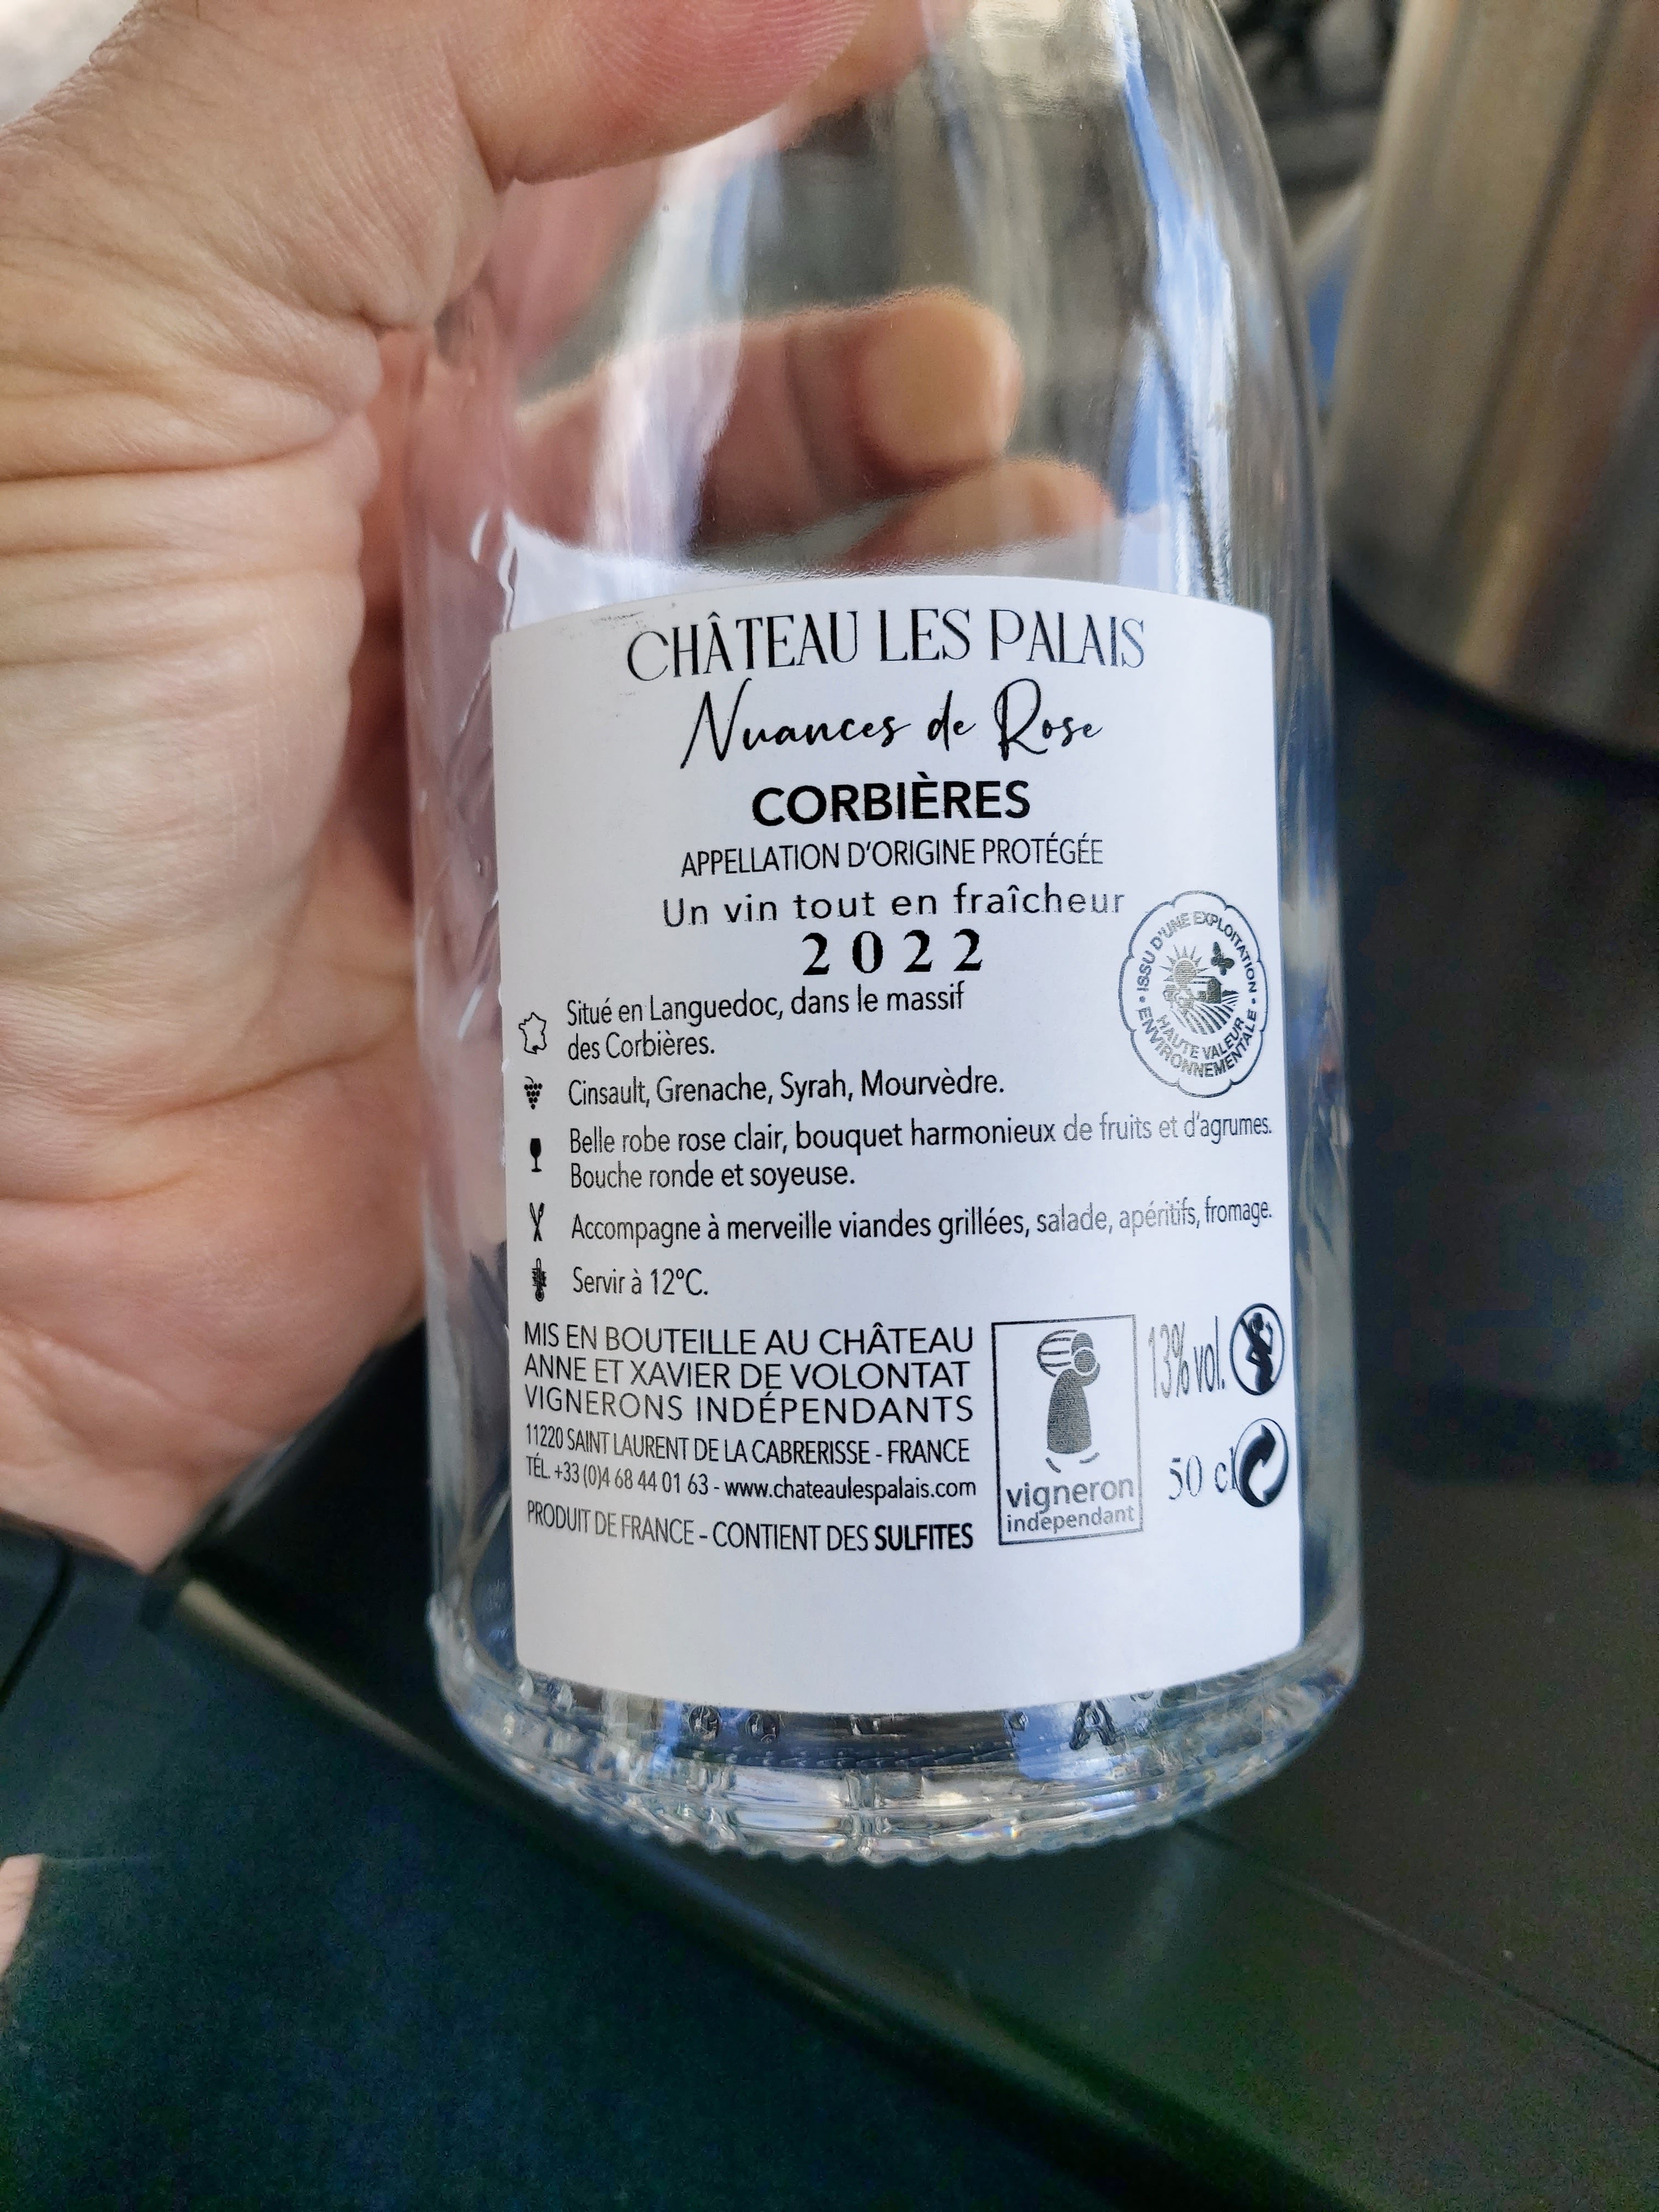 CHÂTEAU LES PALAIS
Nuances de Rose
CORBIÈRES
APPELLATION D'ORIGINE PROTÉGÉE
Un vin tout en fraîcheur
2022
ISSU D'UNE EXPLOITATION
HAUTE VALEUR
ENVIRONNEMENTALE
Situé en Languedoc, dans le massif
des Corbières.
Cinsault, Grenache, Syrah, Mourvèdre.
Belle robe rose clair, bouquet harmonieux de fruits et d'agrumes.
Bouche ronde et soyeuse.
Accompagne à merveille viandes grillées, salade, apéritifs, fromage.
Servir à 12°C.
MIS EN BOUTEILLE AU CHÂTEAU
ANNE ET XAVIER DE VOLONTAT
VIGNERONS INDÉPENDANTS
11220 SAINT LAURENT DE LA CABRERISSE - FRANCE
TÉL. +33 (0)4 68 44 01 63 - www.chateaulespalais.com
PRODUIT DE FRANCE - CONTIENT DES SULFITES
vigneron
indépendant
13% vol.
50 cl